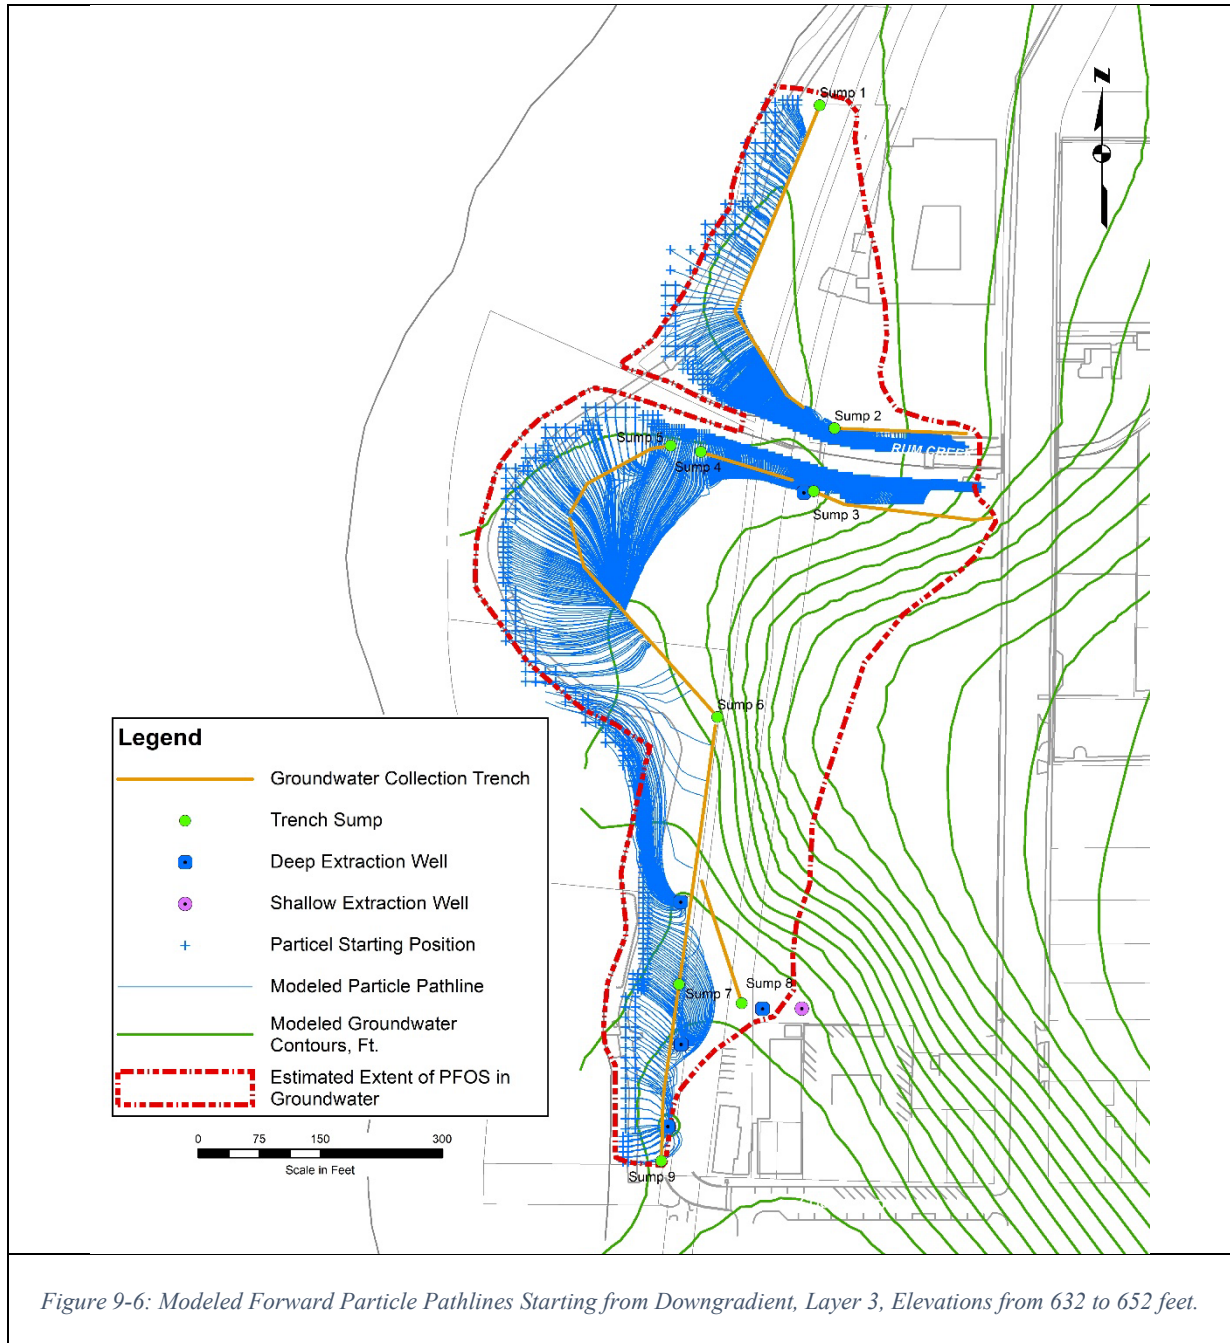 Z
Sump 1
Sump 2
RUM CREEK
Sump 5
Sump 4
Sump 3
Sump 6
Sump 8
Sump 7
Sump 9
Legend
Groundwater Collection Trench
Trench Sump
Deep Extraction Well
Shallow Extraction Well
Particel Starting Position
Modeled Particle Pathline
Modeled Groundwater
Contours, Ft.
Estimated Extent of PFOS in
Groundwater
0 75 150 300
Scale in Feet
Figure 9-6: Modeled Forward Particle Pathlines Starting from Downgradient, Layer 3, Elevations from 632 to 652 feet.